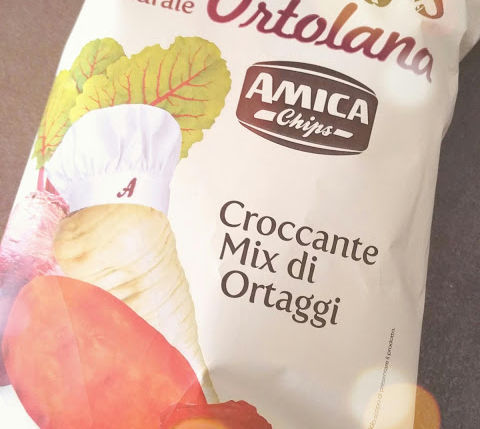 Ortolana
AMICA
Chips
A
Croccante
Mix di
Ortaggi